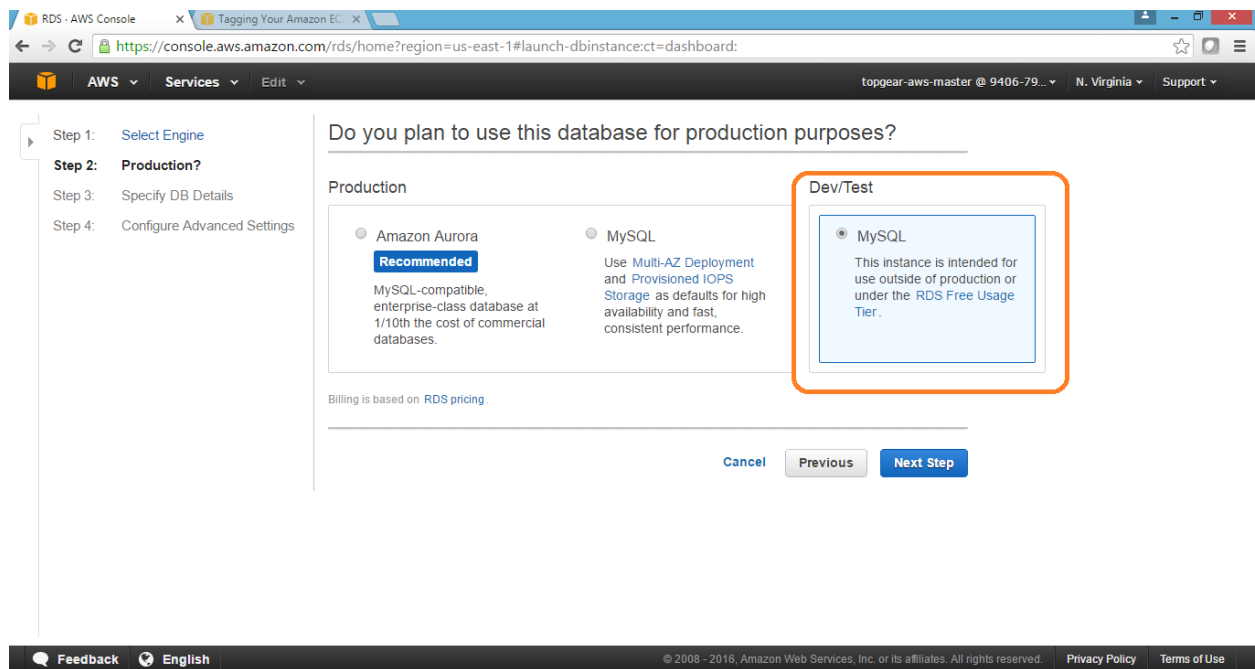 RDS · AWS Console
Tagging Your Amazon EC
https://console.aws.amazon.com/rds/home?region=us-east-1#launch-dbinstance:ct=dashboard:
AWS Services Edit topgear-aws-master @ 9406-79... N. Virginia Support
Step 1: Select Engine
Step 2: Production?
Step 3: Specify DB Details
Step 4: Configure Advanced Settings
Do you plan to use this database for production purposes?
Production
Amazon Aurora
Recommended
MySQL-compatible,
enterprise-class database at
1/10th the cost of commercial
databases.
MySQL
Use Multi-AZ Deployment
and Provisioned IOPS
Storage as defaults for high
availability and fast,
consistent performance.
Dev/Test
MySQL
This instance is intended for
use outside of production or
under the RDS Free Usage
Tier.
Billing is based on RDS pricing.
Cancel Previous Next Step
Feedback English © 2008 - 2016, Amazon Web Services, Inc. or its affiliates. All rights reserved. Privacy Policy Terms of Use